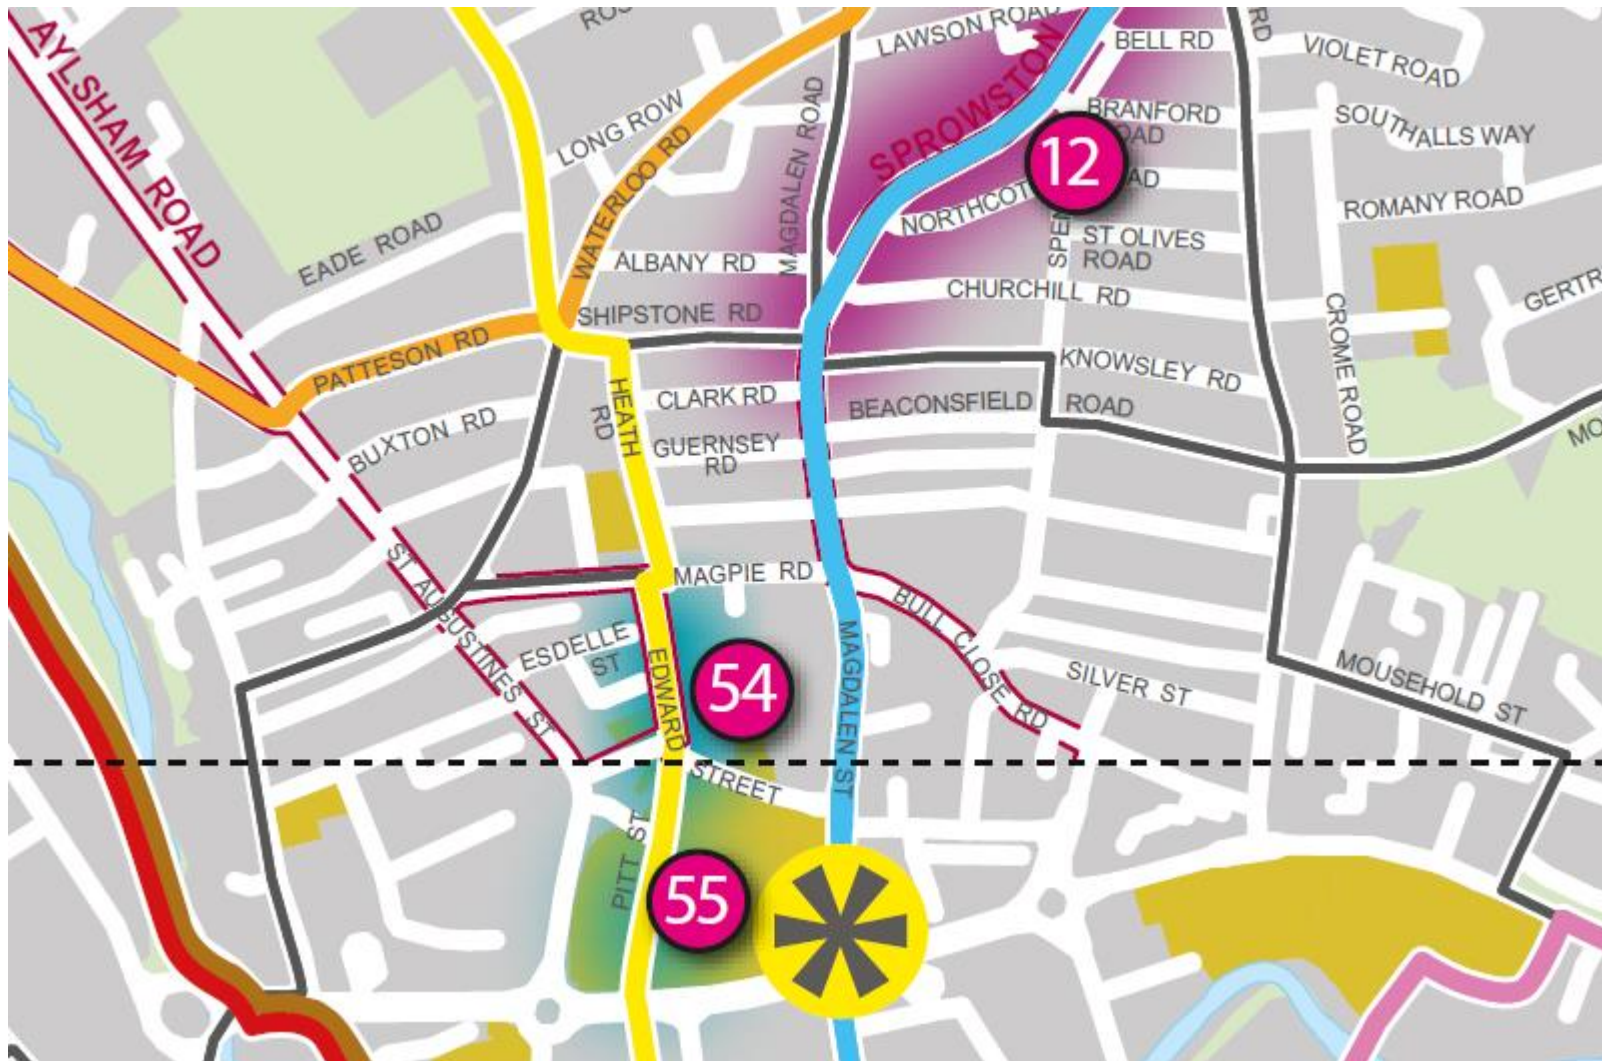 LAWSON ROAD
BELL RD
RD
VIOLET ROAD
AYLSHAM ROAD
LONG ROW
WATERLOO RD
MAGDALEN ROAD
SPROWSTON
BRANFORD
SOUTHALLS WAY
12
NORTHCOT
ROMANY ROAD
EADE ROAD
ALBANY RD
ST OLIVES
ROAD
CHURCHILL RD
SHIPSTONE RD
CROME ROAD
PATTESON RD
KNOWSLEY RD
HEATH
RD
CLARK RD
BEACONSFIELD ROAD
BUXTON RD
GUERNSEY
RD
MAGPIE RD
ST AUGUSTINES ST
BULL CLOSE RD
ESDELLE
ST
EDWARD
STREET
54
MAGDALEN ST
SILVER ST
MOUSEHOLD ST
PITT ST
55